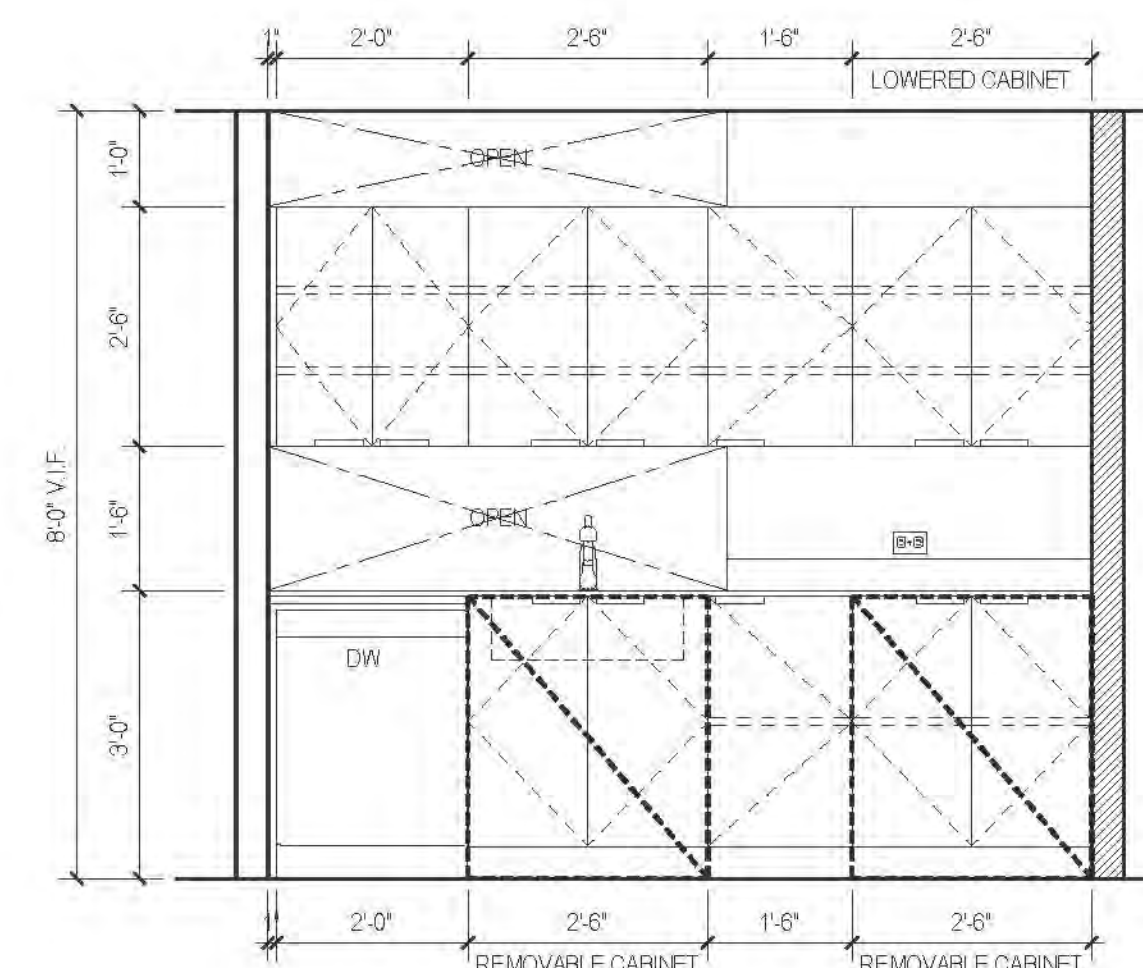 1" 2'-0" 2'-6" 1'-6" 2'-6"
LOWERED CABINET
1'-0"
OPEN
2'-6"
8'-0" V.I.F.
1'-6"
OPEN
3'-0"
DW
1" 2'-0" 2'-6" 1'-6" 2'-6"
REMOVABLE CABINET REMOVABLE CABINET